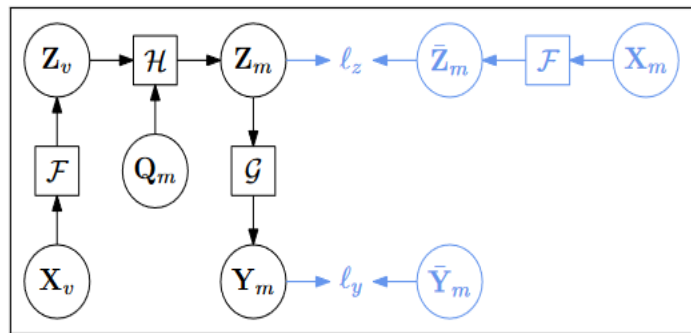 Z_v H Z_m ℓ_z Z̄_m F X_m
F Q_m G
X_v Y_m ℓ_y Ȳ_m